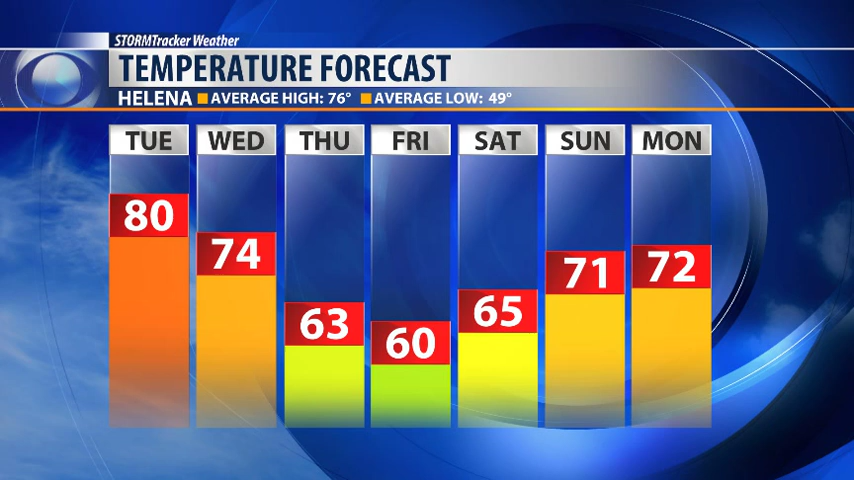 STORMTracker Weather
TEMPERATURE FORECAST
HELENA AVERAGE HIGH: 76° AVERAGE LOW: 49°
TUE WED THU FRI SAT SUN MON
80 74 63 60 65 71 72